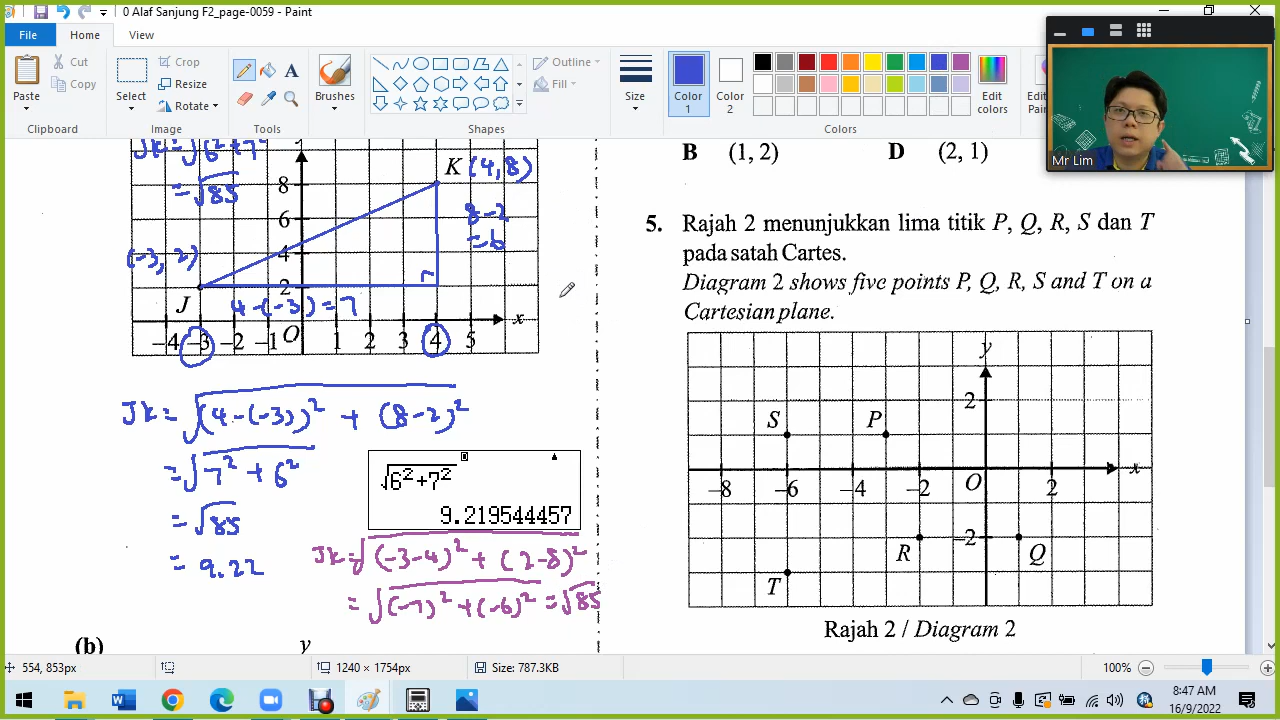 0 Alaf Sanjung F2_page-0059 - Paint
File Home View
Paste Cut Copy Clipboard
Select Crop Resize Rotate Image
A Tools
Brushes
Outline Fill Shapes
Size
Color 1 Color 2 Edit colors Colors
Mr Lim
JK = √6² + 7²
= √85
K (4, 8)
8
6
4
2
8 - 2
= 6
(-3, 2)
J
4 - (-3) = 7
x
–4 –3 –2 –1 O 1 2 3 4 5
JK = √(4 - (-3))² + (8 - 2)²
= √7² + 6²
= √85
= 9.22
√6²+7²
9.219544457
JK = √(-3-4)² + (2-8)²
= √(-7)² + (-6)² = √85
(b)
y
B (1, 2) D (2, 1)
5. Rajah 2 menunjukkan lima titik P, Q, R, S dan T
pada satah Cartes.
Diagram 2 shows five points P, Q, R, S and T on a
Cartesian plane.
y
2
S P
x
–8 –6 –4 –2 O 2
–2
R Q
T
Rajah 2 / Diagram 2
554, 853px 1240 × 1754px Size: 787.3KB 100%
8:47 AM
16/9/2022